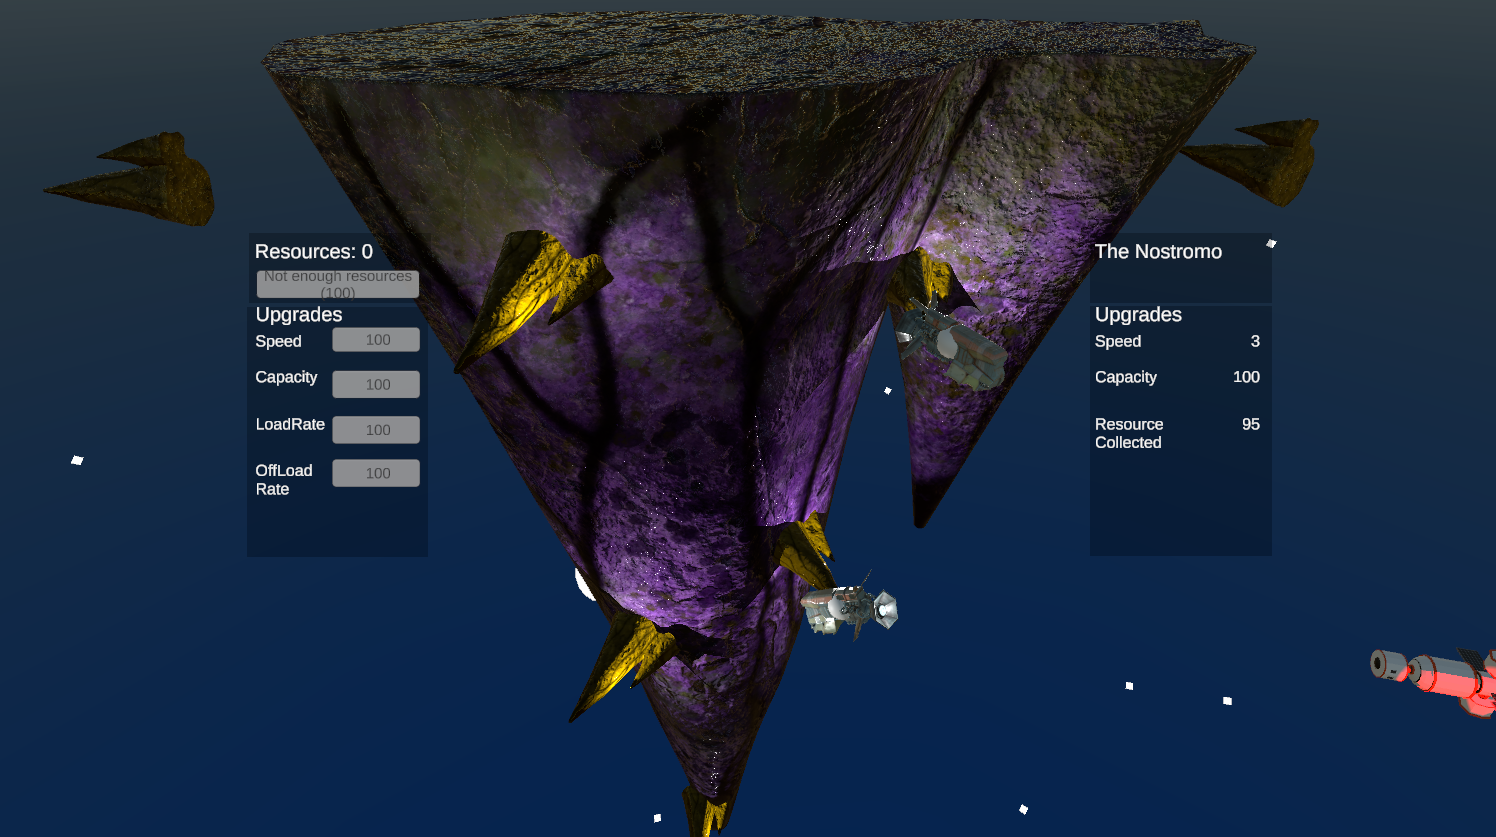 Resources: 0
Not enough resources
(100)
Upgrades
Speed 100
Capacity 100
LoadRate 100
OffLoad
Rate 100
The Nostromo
Upgrades
Speed 3
Capacity 100
Resource 95
Collected